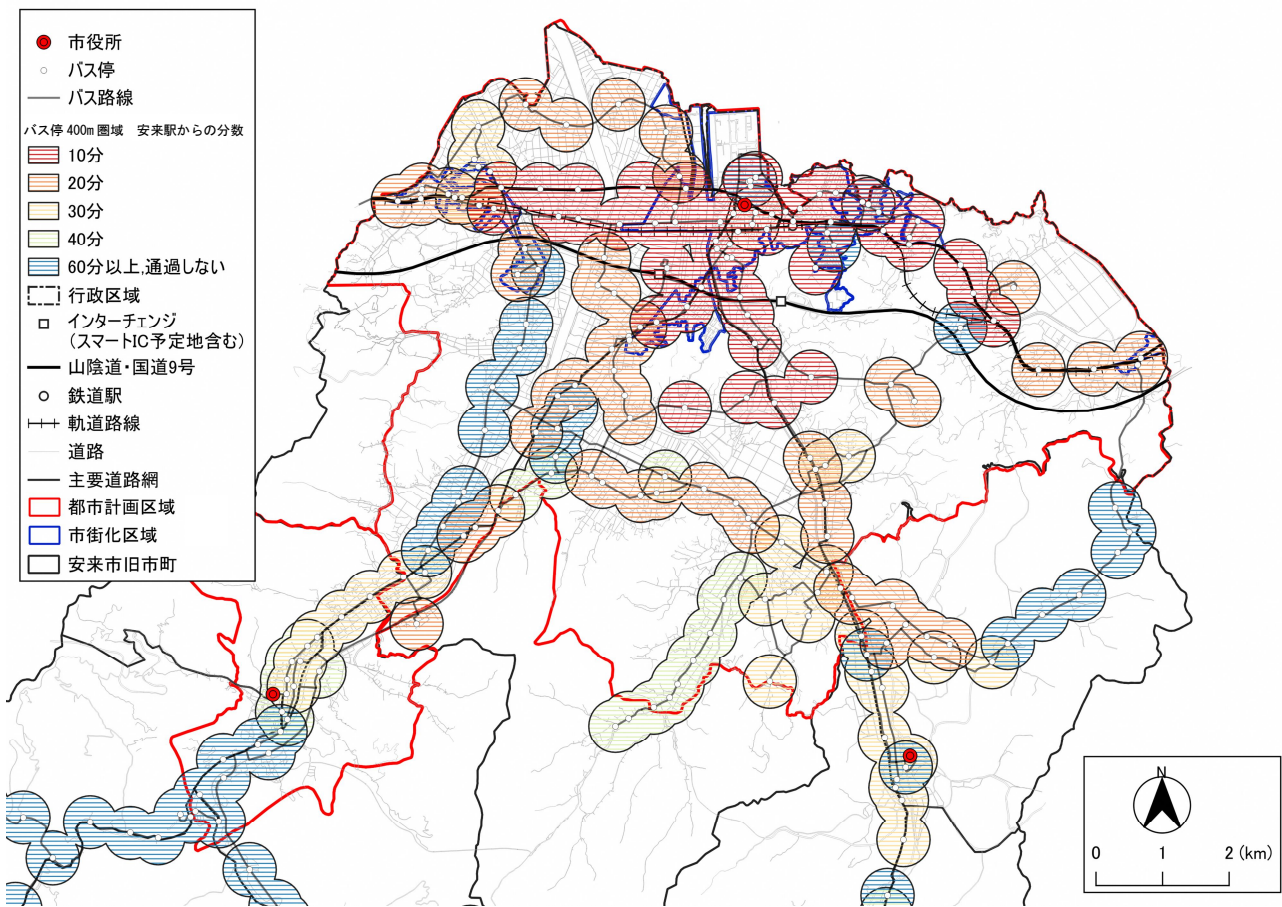 市役所
バス停
バス路線
バス停 400m 圏域　安来駅からの分数
10分
20分
30分
40分
60分以上,通過しない
行政区域
インターチェンジ
(スマートIC予定地含む)
山陰道・国道9号
鉄道駅
軌道路線
道路
主要道路網
都市計画区域
市街化区域
安来市旧市町
N
0 1 2 (km)